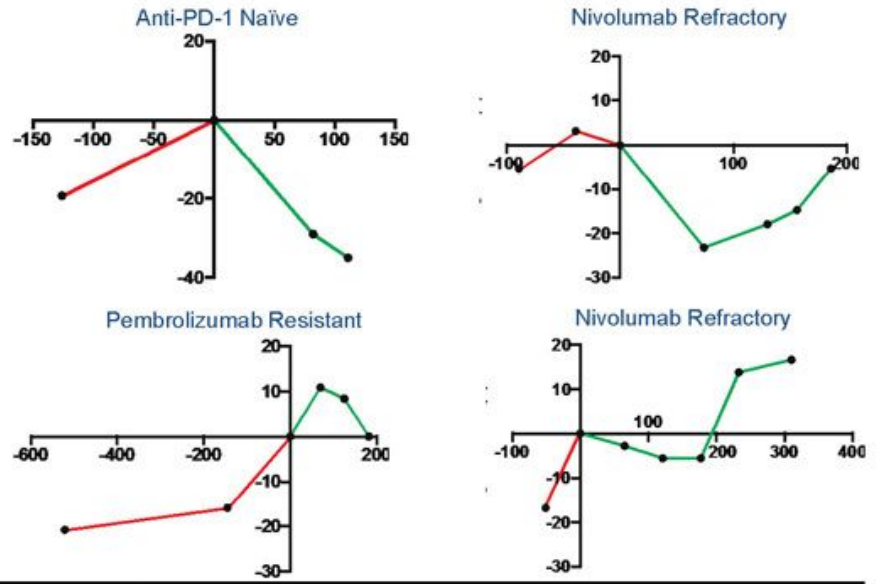 Anti-PD-1 Naïve
20
-150 -100 -50 50 100 150
-20
-40
Nivolumab Refractory
20
10
-100 100 200
-10
-20
-30
Pembrolizumab Resistant
20
10
-600 -400 -200 200
-10
-20
-30
Nivolumab Refractory
20
10
100
-100 200 300 400
-10
-20
-30